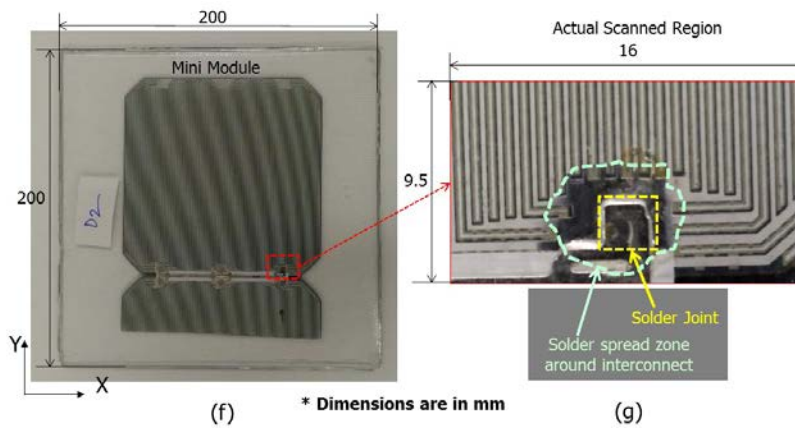 200
Actual Scanned Region
16
Mini Module
200
D2
9.5
Solder Joint
Solder spread zone
around interconnect
Y
X
(f)
* Dimensions are in mm
(g)